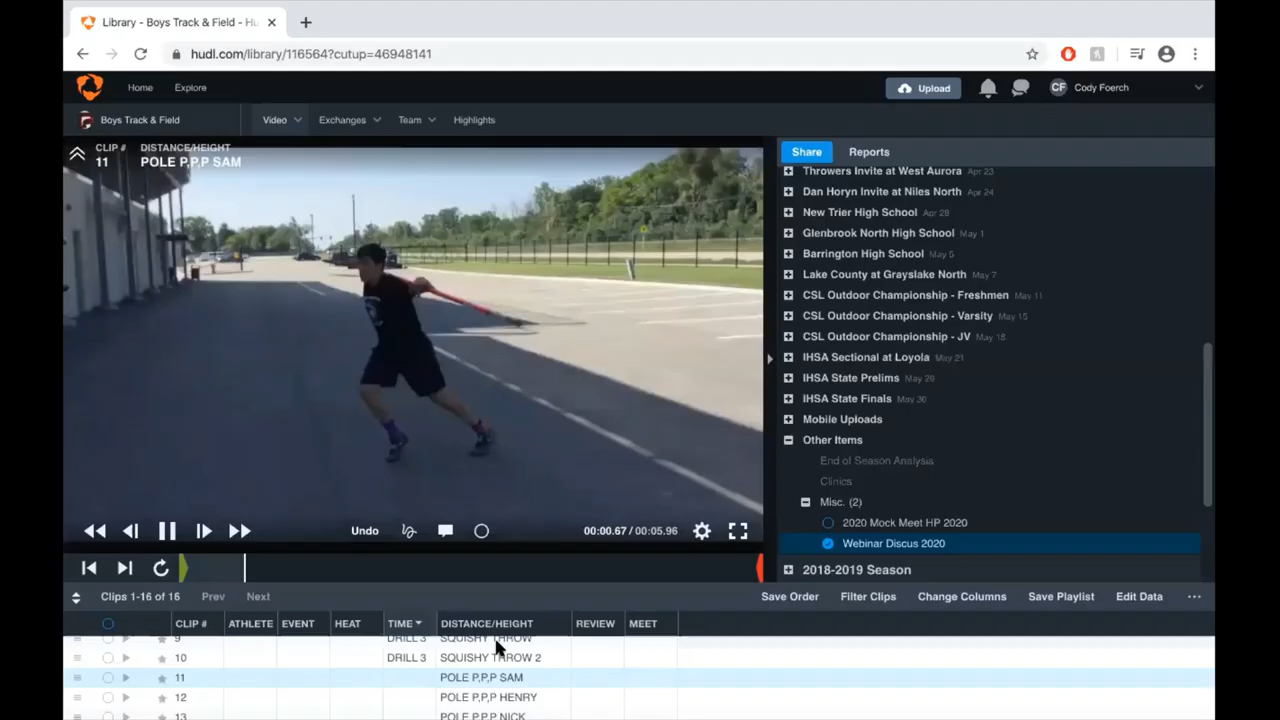 Library - Boys Track & Field - Hu
hudl.com/library/116564?cutup=46948141
Home Explore
Upload
CF Cody Foerch
Boys Track & Field
Video Exchanges Team Highlights
CLIP # DISTANCE/HEIGHT
11 POLE P,P,P SAM
Share Reports
Throwers Invite at West Aurora Apr 23
Dan Horyn Invite at Niles North Apr 24
New Trier High School Apr 28
Glenbrook North High School May 1
Barrington High School May 5
Lake County at Grayslake North May 7
CSL Outdoor Championship - Freshmen May 11
CSL Outdoor Championship - Varsity May 15
CSL Outdoor Championship - JV May 18
IHSA Sectional at Loyola May 21
IHSA State Prelims May 29
IHSA State Finals May 30
Mobile Uploads
Other Items
End of Season Analysis
Clinics
Misc. (2)
2020 Mock Meet HP 2020
Webinar Discus 2020
2018-2019 Season
Undo
00:00.67 / 00:05.96
Clips 1-16 of 16 Prev Next
Save Order Filter Clips Change Columns Save Playlist Edit Data
CLIP # ATHLETE EVENT HEAT TIME DISTANCE/HEIGHT REVIEW MEET
9 DRILL 3 SQUISHY THROW
10 DRILL 3 SQUISHY THROW 2
11 POLE P,P,P SAM
12 POLE P,P,P HENRY
13 POLE P,P,P NICK